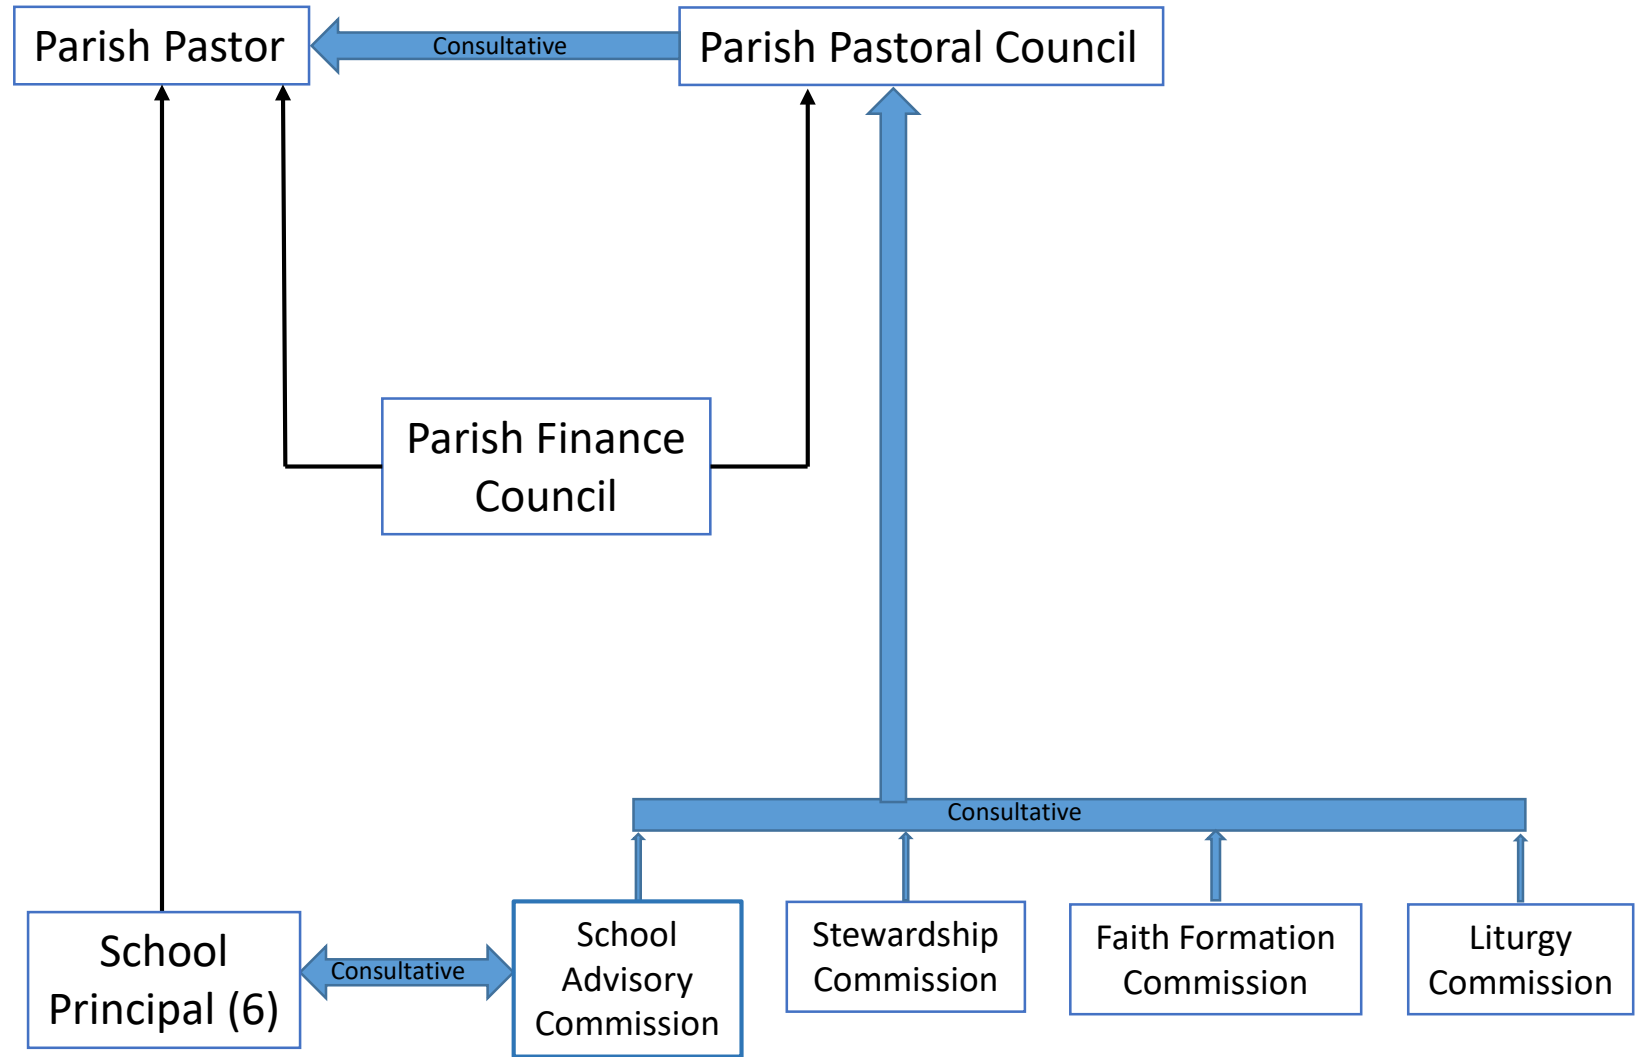 Parish Pastor
Consultative
Parish Pastoral Council
Parish Finance
Council
Consultative
School
Principal (6)
Consultative
School
Advisory
Commission
Stewardship
Commission
Faith Formation
Commission
Liturgy
Commission